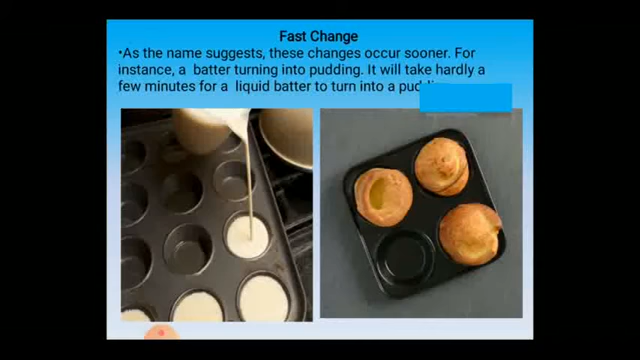 Fast Change
•As the name suggests, these changes occur sooner. For
instance, a batter turning into pudding. It will take hardly a
few minutes for a liquid batter to turn into a